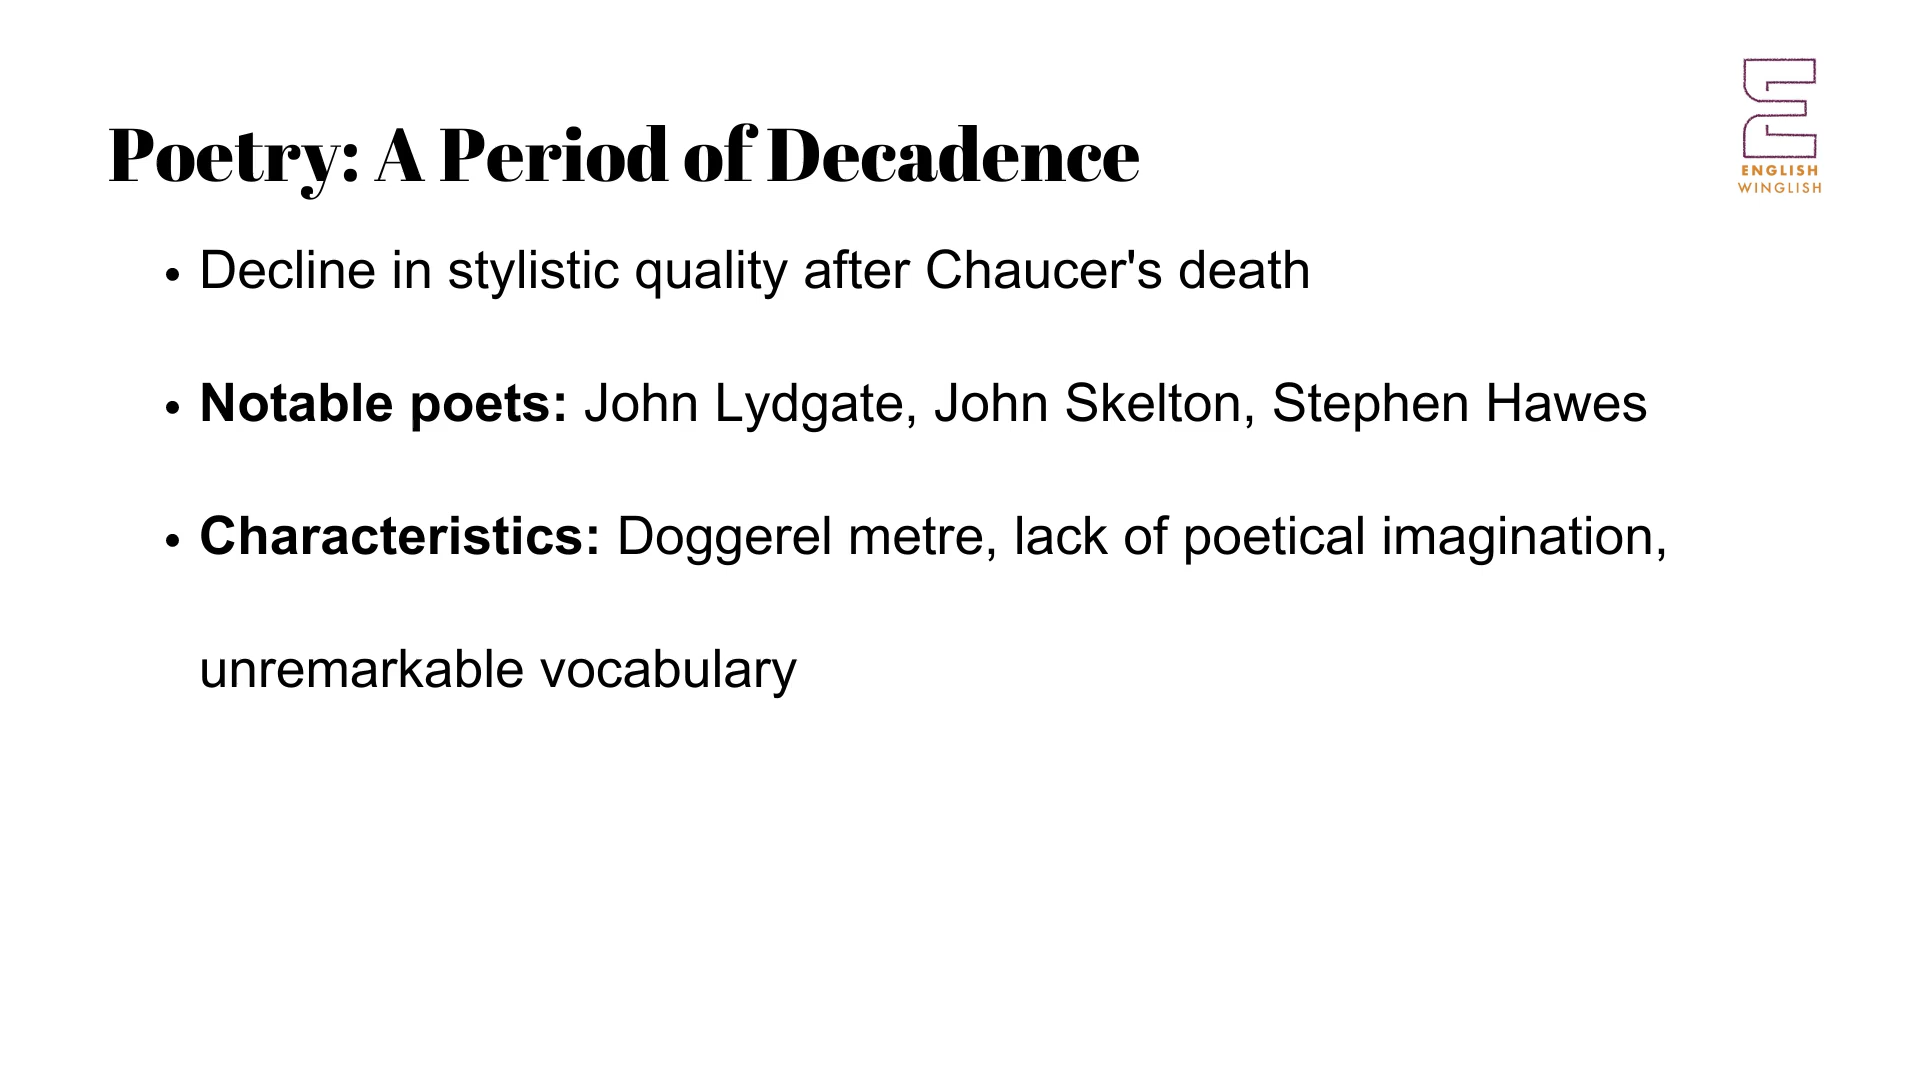 Poetry: A Period of Decadence
ENGLISH
WINGLISH
• Decline in stylistic quality after Chaucer's death
• Notable poets: John Lydgate, John Skelton, Stephen Hawes
• Characteristics: Doggerel metre, lack of poetical imagination,
unremarkable vocabulary